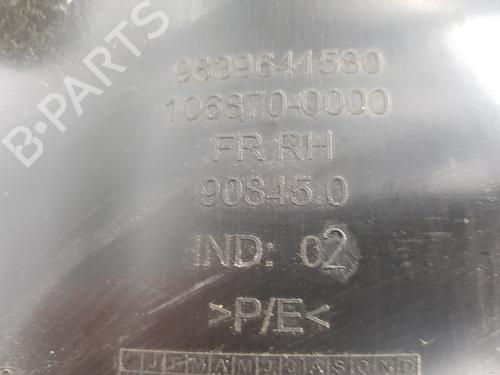 B-PARTS
9839641580
106870-0000
FR RH
90845.0
IND: 02
>P/E<
J F M A M J J A S O N D